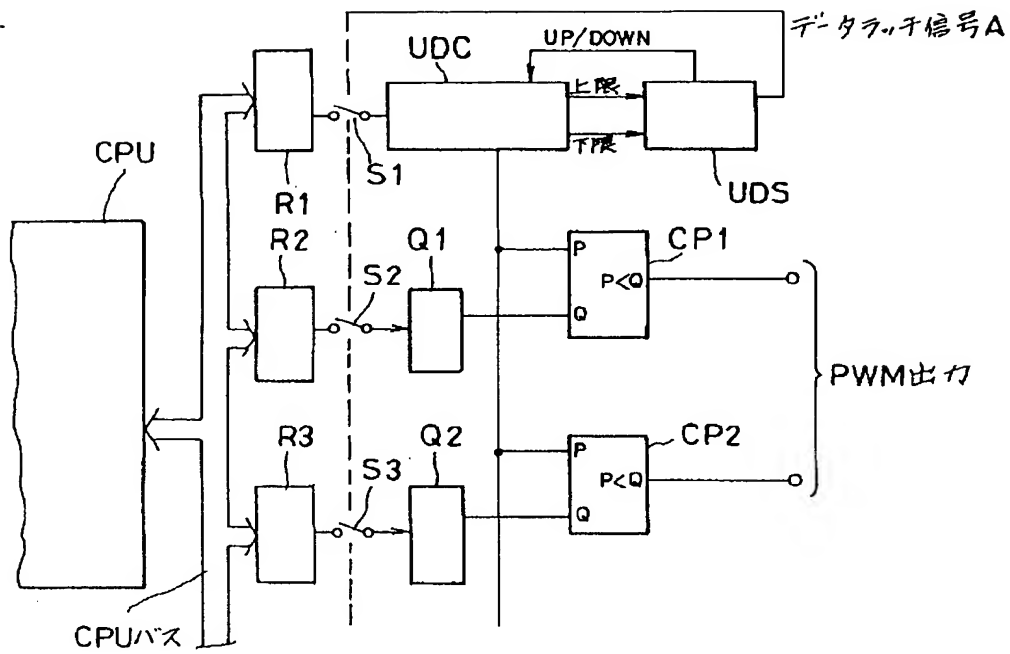 データラッチ信号A
UDC
UP/DOWN
上限
下限
CPU
S1
UDS
R1
R2
S2
Q1
CP1
P
P<Q
Q
PWM出力
R3
S3
Q2
CP2
P
P<Q
Q
CPUバス